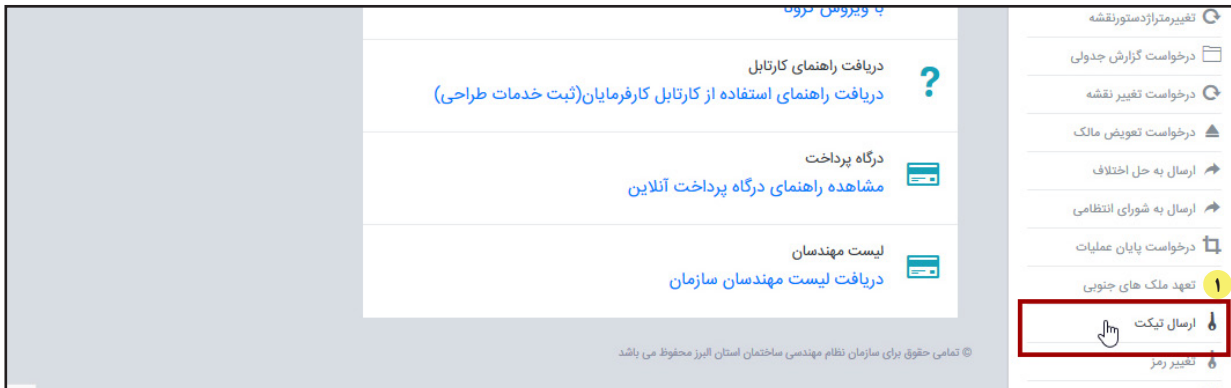 تغییرمتراژدستورنقشه
درخواست گزارش جدولی
درخواست تغییر نقشه
درخواست تعویض مالک
ارسال به حل اختلاف
ارسال به شورای انتظامی
درخواست پایان عملیات
۱ تعهد ملک های جنوبی
ارسال تیکت
تغییر رمز
با ویروس کرونا
دریافت راهنمای کارتابل
دریافت راهنمای استفاده از کارتابل کارفرمایان(ثبت خدمات طراحی)
درگاه پرداخت
مشاهده راهنمای درگاه پرداخت آنلاین
لیست مهندسان
دریافت لیست مهندسان سازمان
© تمامی حقوق برای سازمان نظام مهندسی ساختمان استان البرز محفوظ می باشد